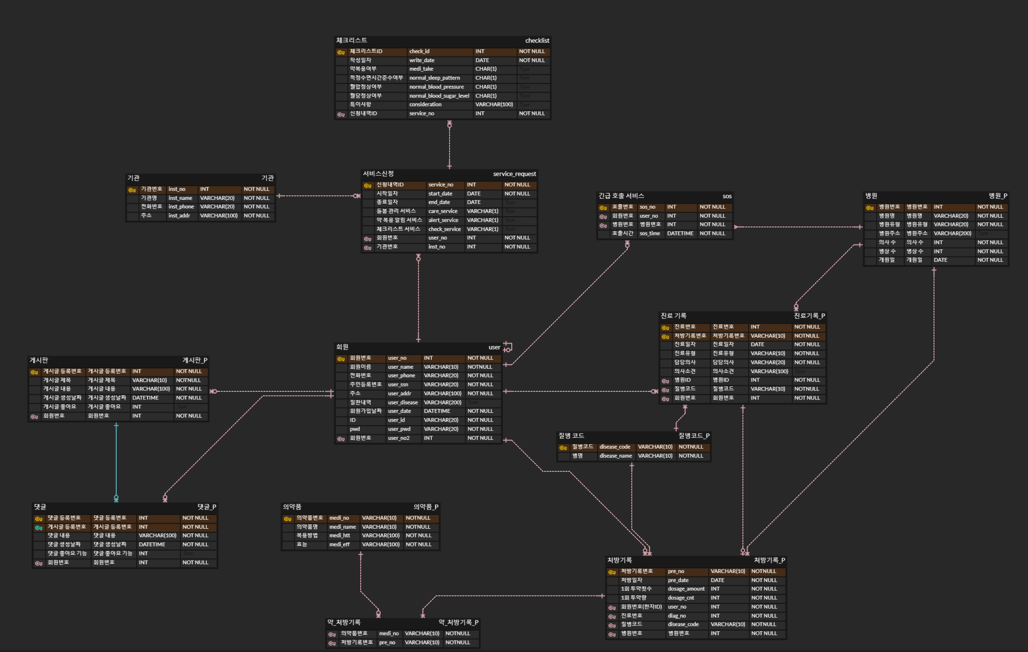 체크리스트 checklist
체크리스트ID check_id INT NOT NULL
작성일자 write_date DATE NOT NULL
약복용여부 medi_take CHAR(1)
적정수면시간준수여부 normal_sleep_pattern CHAR(1)
혈압정상여부 normal_blood_pressure CHAR(1)
혈당정상여부 normal_blood_sugar_level CHAR(1)
특이사항 consideration VARCHAR(100)
신청내역ID service_no INT NOT NULL
기관 기관
기관번호 inst_no INT NOT NULL
기관명 inst_name VARCHAR(20) NOT NULL
전화번호 inst_phone VARCHAR(20) NOT NULL
주소 inst_addr VARCHAR(100) NOT NULL
서비스신청 service_request
신청내역ID service_no INT NOT NULL
시작일자 start_date DATE NOT NULL
종료일자 end_date DATE
돌봄 관리 서비스 care_service VARCHAR(1)
약 복용 알림 서비스 alert_service VARCHAR(1)
체크리스트 서비스 check_service VARCHAR(1)
회원번호 user_no INT NOT NULL
기관번호 inst_no INT NOT NULL
긴급 호출 서비스 sos
호출번호 sos_no INT NOT NULL
회원번호 user_no INT NOT NULL
병원번호 병원번호 INT NOT NULL
호출시간 sos_time DATETIME NOT NULL
병원 병원_P
병원번호 병원번호 INT NOT NULL
병원명 병원명 VARCHAR(20) NOT NULL
병원유형 병원유형 VARCHAR(20) NOT NULL
병원주소 병원주소 VARCHAR(200)
의사 수 의사 수 INT NOT NULL
병상 수 병상 수 INT NOT NULL
개원일 개원일 DATE NOT NULL
진료 기록 진료기록_P
진료번호 진료번호 INT NOT NULL
처방기록번호 처방기록번호 VARCHAR(10) NOTNULL
진료일자 진료일자 DATE NOT NULL
진료유형 진료유형 VARCHAR(10) NOT NULL
담당의사 담당의사 VARCHAR(20) NOT NULL
의사소견 의사소견 VARCHAR(100)
병원ID 병원ID INT NOT NULL
질병코드 질병코드 VARCHAR(10) NOTNULL
회원번호 회원번호 INT NOT NULL
회원 user
회원번호 user_no INT NOT NULL
회원이름 user_name VARCHAR(10) NOT NULL
전화번호 user_phone VARCHAR(20) NOT NULL
주민등록번호 user_ssn VARCHAR(20) NOT NULL
주소 user_addr VARCHAR(100) NOT NULL
질환내역 user_disease VARCHAR(200)
회원가입날짜 user_date DATETIME NOT NULL
ID user_id VARCHAR(20) NOT NULL
pwd user_pwd VARCHAR(20) NOT NULL
회원번호 user_no2 INT NOT NULL
게시판 게시판_P
게시글 등록번호 게시글 등록번호 INT NOT NULL
게시글 제목 게시글 제목 VARCHAR(10) NOT NULL
게시글 내용 게시글 내용 VARCHAR(100) NOT NULL
게시글 생성날짜 게시글 생성날짜 DATETIME NOT NULL
게시글 좋아요 게시글 좋아요 INT
회원번호 회원번호 INT NOT NULL
질병 코드 질병코드_P
질병코드 disease_code VARCHAR(10) NOTNULL
병명 disease_name VARCHAR(10) NOTNULL
댓글 댓글_P
댓글 등록번호 댓글 등록번호 INT NOT NULL
게시글 등록번호 게시글 등록번호 INT NOT NULL
댓글 내용 댓글 내용 VARCHAR(100) NOT NULL
댓글 생성날짜 댓글 생성날짜 DATETIME NOT NULL
댓글 좋아요 기능 댓글 좋아요 기능 INT
회원번호 회원번호 INT NOT NULL
의약품 의약품_P
의약품번호 medi_no VARCHAR(10) NOTNULL
의약품명 medi_name VARCHAR(10) NOTNULL
복용방법 medi_htt VARCHAR(100) NOTNULL
효능 medi_eff VARCHAR(100) NOTNULL
처방기록 처방기록_P
처방기록번호 pre_no VARCHAR(10) NOTNULL
처방일자 pre_date DATE NOT NULL
1회 투약횟수 dosage_amount INT NOT NULL
1회 투약량 dosage_cnt INT NOT NULL
회원번호(환자ID) user_no INT NOT NULL
진료번호 diag_no INT NOT NULL
질병코드 disease_code VARCHAR(10) NOTNULL
병원번호 병원번호 INT NOT NULL
약_처방기록 약_처방기록_P
의약품번호 medi_no VARCHAR(10) NOTNULL
처방기록번호 pre_no VARCHAR(10) NOTNULL